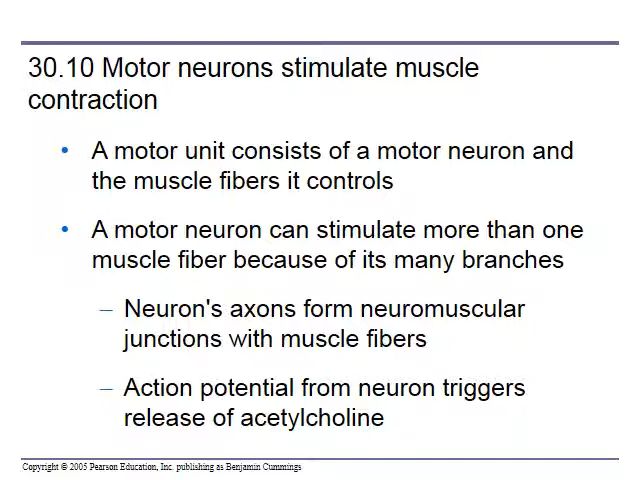 30.10 Motor neurons stimulate muscle
contraction
• A motor unit consists of a motor neuron and
the muscle fibers it controls
• A motor neuron can stimulate more than one
muscle fiber because of its many branches
– Neuron's axons form neuromuscular
junctions with muscle fibers
– Action potential from neuron triggers
release of acetylcholine
Copyright © 2005 Pearson Education, Inc. publishing as Benjamin Cummings